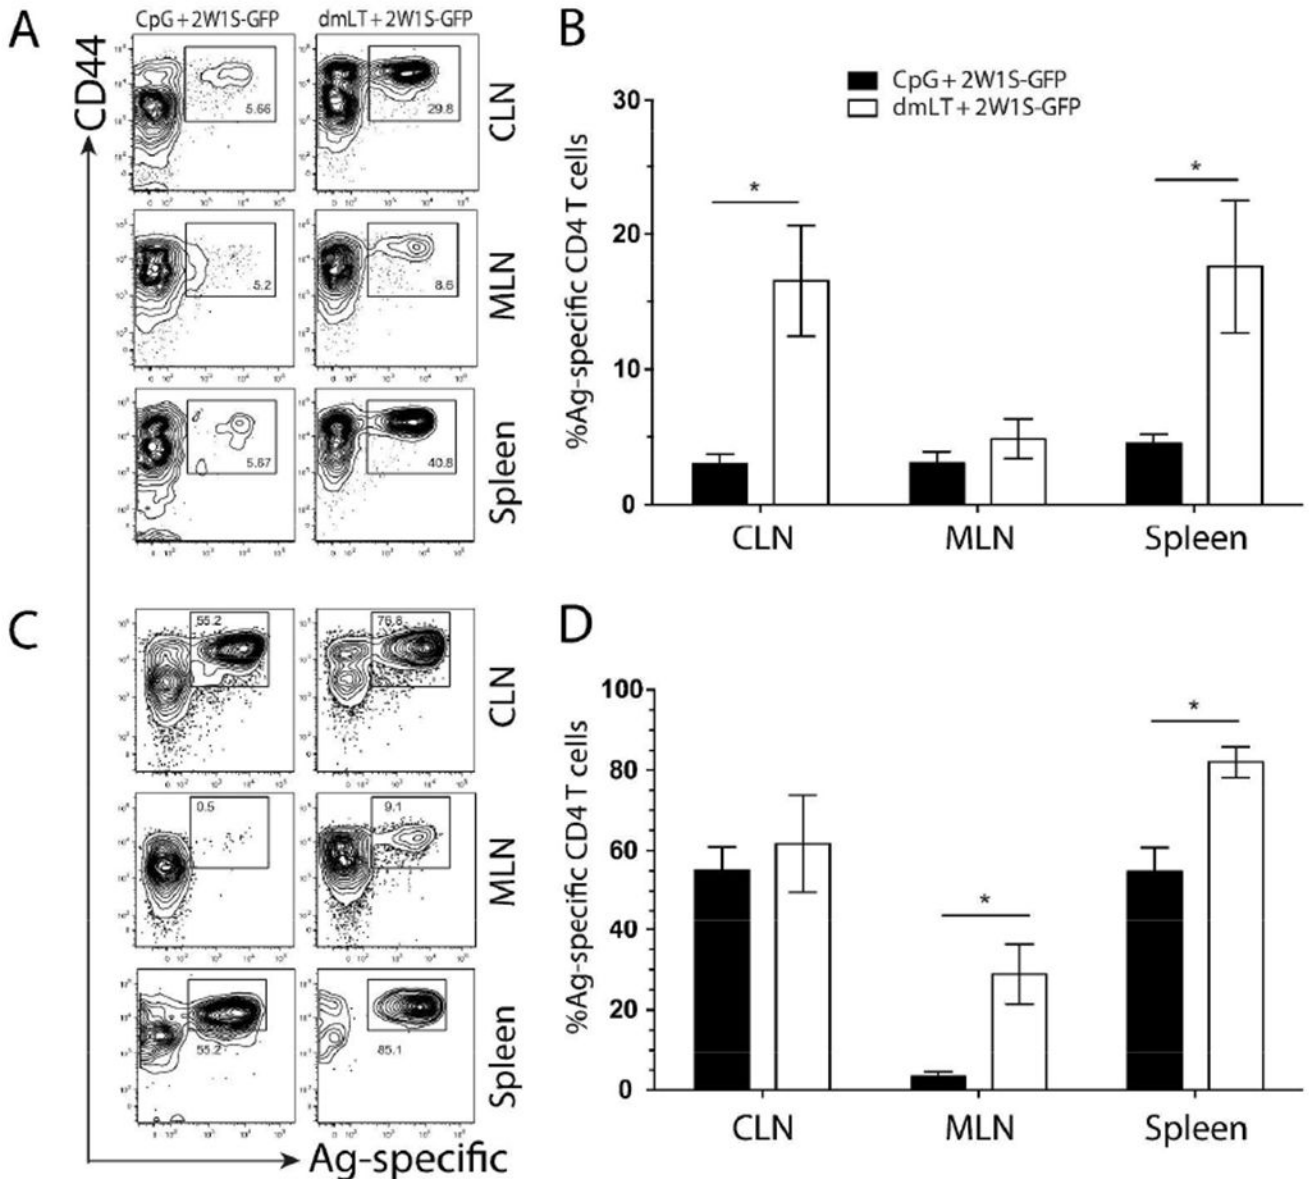 A
CpG + 2W1S-GFP
dmLT + 2W1S-GFP
CD44
5.66
29.8
CLN
5.2
8.6
MLN
5.67
40.8
Spleen
B
CpG + 2W1S-GFP
dmLT + 2W1S-GFP
%Ag-specific CD4 T cells
30
20
10
0
*
*
CLN
MLN
Spleen
C
55.2
76.8
CLN
0.5
9.1
MLN
55.2
85.1
Spleen
Ag-specific
D
%Ag-specific CD4 T cells
100
80
60
40
20
0
*
*
CLN
MLN
Spleen